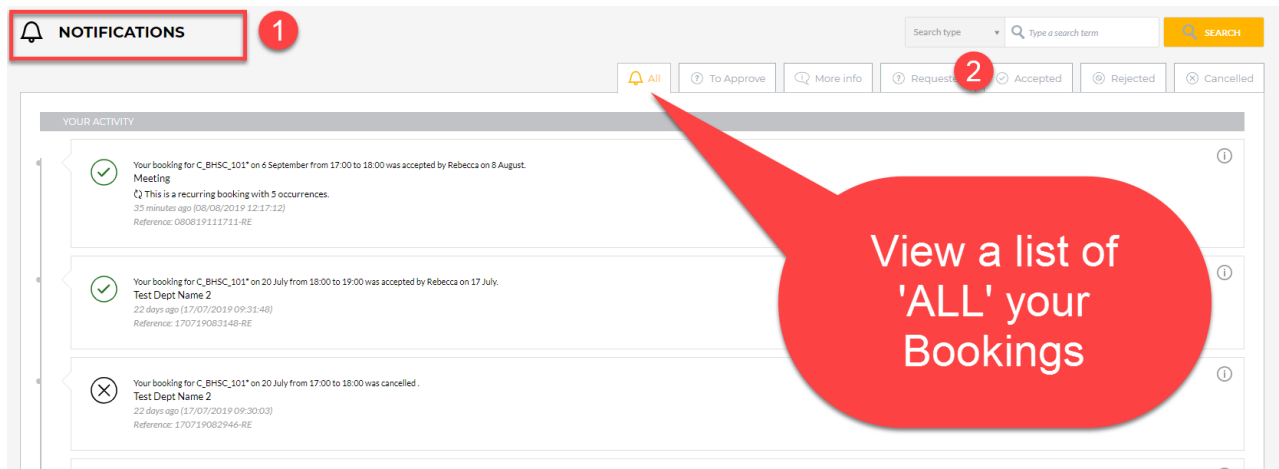 NOTIFICATIONS
1
Search type
Type a search term
SEARCH
2
All
To Approve
More info
Requeste
Accepted
Rejected
Cancelled
YOUR ACTIVITY
Your booking for C_BHSC_101* on 6 September from 17:00 to 18:00 was accepted by Rebecca on 8 August.
Meeting
This is a recurring booking with 5 occurrences.
35 minutes ago (08/08/2019 12:17:12)
Reference: 080819111711-RE
Your booking for C_BHSC_101* on 20 July from 18:00 to 19:00 was accepted by Rebecca on 17 July.
Test Dept Name 2
22 days ago (17/07/2019 09:31:48)
Reference: 170719083148-RE
Your booking for C_BHSC_101* on 20 July from 17:00 to 18:00 was cancelled .
Test Dept Name 2
22 days ago (17/07/2019 09:30:03)
Reference: 170719082946-RE
View a list of
'ALL' your
Bookings